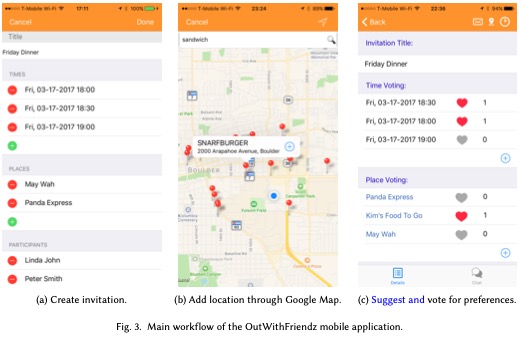 T-Mobile Wi-Fi 17:11 100%
Cancel Done
Title
Friday Dinner
TIMES
Fri, 03-17-2017 18:00
Fri, 03-17-2017 18:30
Fri, 03-17-2017 19:00
PLACES
May Wah
Panda Express
PARTICIPANTS
Linda John
Peter Smith
(a) Create invitation.
T-Mobile Wi-Fi 23:24
Cancel
sandwich
SNARFBURGER
2000 Arapahoe Avenue, Boulder
(b) Add location through Google Map.
T-Mobile Wi-Fi 22:36
Back
Invitation Title:
Friday Dinner
Time Voting:
Fri, 03-17-2017 18:30 1
Fri, 03-17-2017 18:00 1
Fri, 03-17-2017 19:00 0
Place Voting:
Panda Express 0
Kim's Food To Go 1
May Wah 0
Details Chat
(c) Suggest and vote for preferences.
Fig. 3. Main workflow of the OutWithFriendz mobile application.